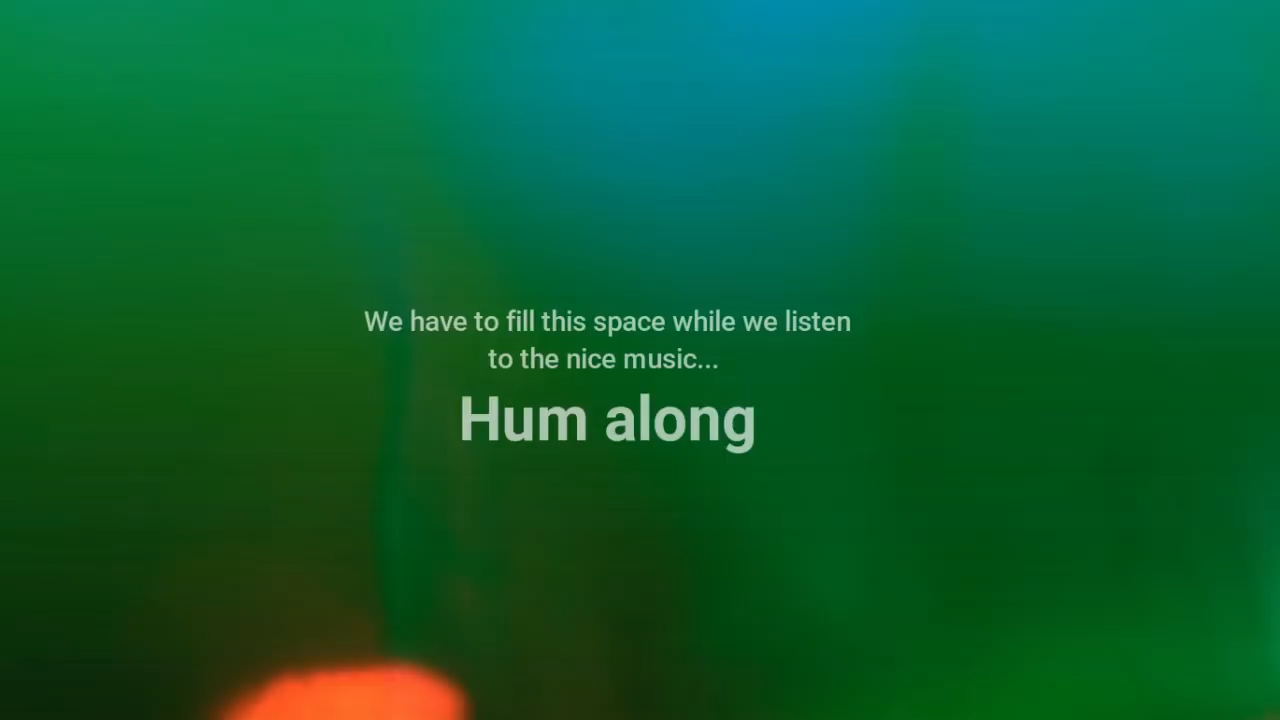 We have to fill this space while we listen
to the nice music...
Hum along